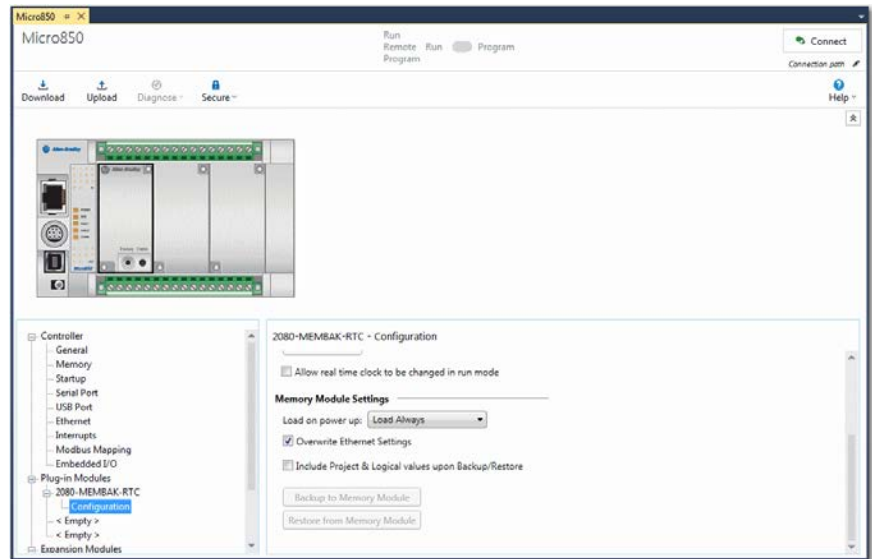 Micro850
Micro850
Run
Remote Run Program
Program
Connect
Connection path
Download Upload Diagnose Secure
Help
Allen-Bradley
Allen-Bradley
Controller
General
Memory
Startup
Serial Port
USB Port
Ethernet
Interrupts
Modbus Mapping
Embedded I/O
Plug-in Modules
2080-MEMBAK-RTC
Configuration
< Empty >
< Empty >
Expansion Modules
2080-MEMBAK-RTC - Configuration
Allow real time clock to be changed in run mode
Memory Module Settings
Load on power up: Load Always
Overwrite Ethernet Settings
Include Project & Logical values upon Backup/Restore
Backup to Memory Module
Restore from Memory Module